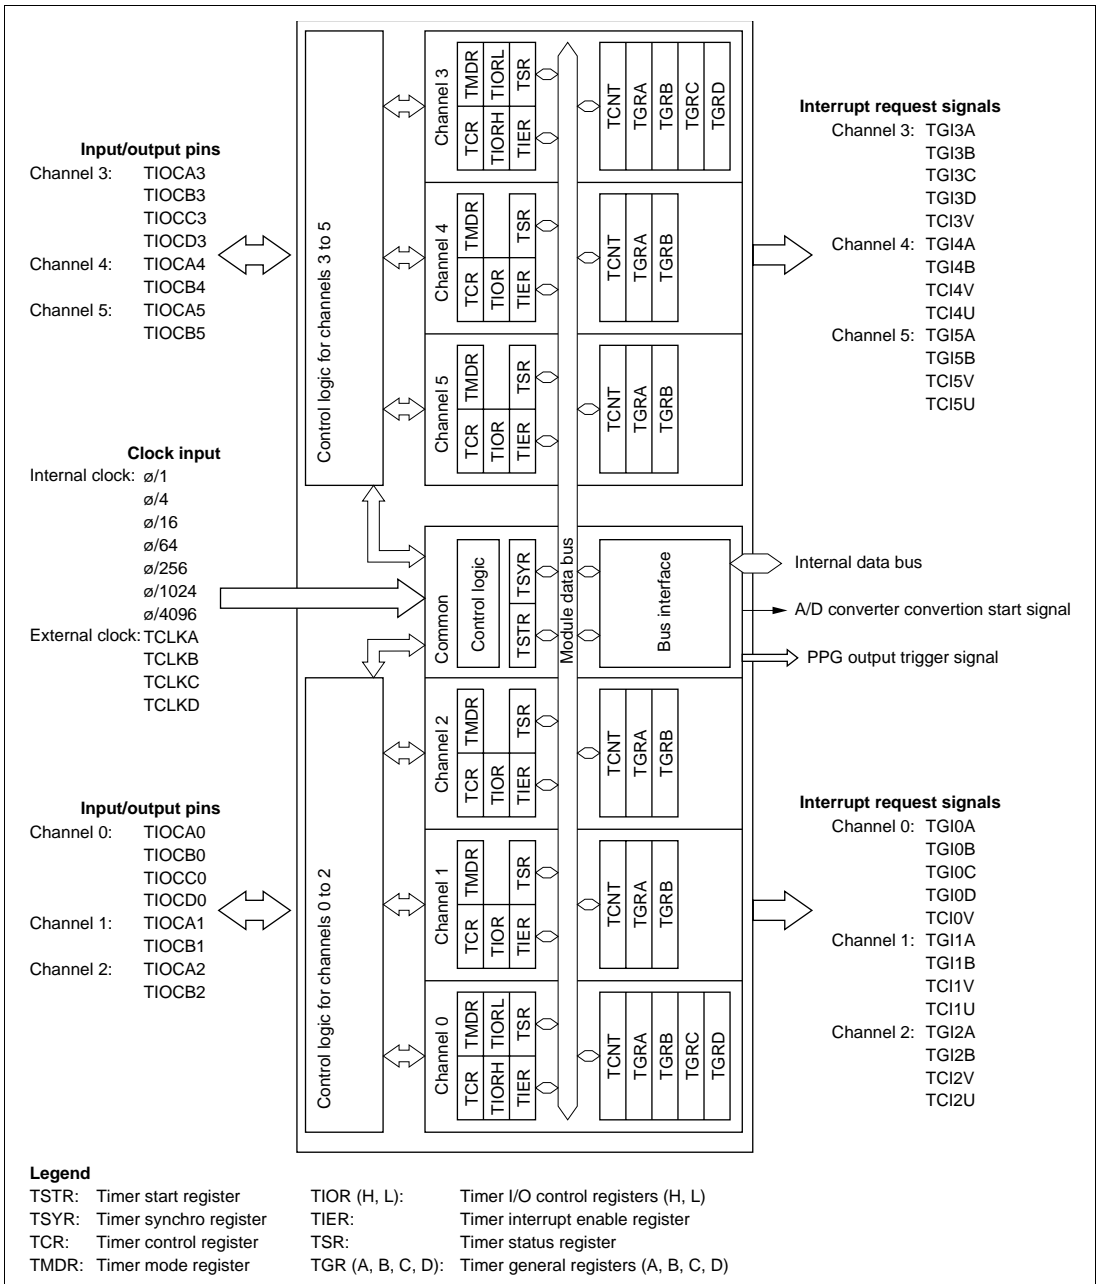 Input/output pins
Channel 3: TIOCA3
TIOCB3
TIOCC3
TIOCD3
Channel 4: TIOCA4
TIOCB4
Channel 5: TIOCA5
TIOCB5
Clock input
Internal clock: ø/1
ø/4
ø/16
ø/64
ø/256
ø/1024
ø/4096
External clock: TCLKA
TCLKB
TCLKC
TCLKD
Input/output pins
Channel 0: TIOCA0
TIOCB0
TIOCC0
TIOCD0
Channel 1: TIOCA1
TIOCB1
Channel 2: TIOCA2
TIOCB2
Control logic for channels 3 to 5
Channel 3
TMDR TIORL TSR
TCR TIORH TIER
TCNT
TGRA
TGRB
TGRC
TGRD
Channel 4
TMDR TSR
TCR TIOR TIER
TCNT
TGRA
TGRB
Channel 5
TMDR TSR
TCR TIOR TIER
TCNT
TGRA
TGRB
Common
Control logic
TSTR TSYR
Module data bus
Bus interface
Control logic for channels 0 to 2
Channel 2
TMDR TSR
TCR TIOR TIER
TCNT
TGRA
TGRB
Channel 1
TMDR TSR
TCR TIOR TIER
TCNT
TGRA
TGRB
Channel 0
TMDR TIORL TSR
TCR TIORH TIER
TCNT
TGRA
TGRB
TGRC
TGRD
Interrupt request signals
Channel 3: TGI3A
TGI3B
TGI3C
TGI3D
TCI3V
Channel 4: TGI4A
TGI4B
TCI4V
TCI4U
Channel 5: TGI5A
TGI5B
TCI5V
TCI5U
Internal data bus
A/D converter convertion start signal
PPG output trigger signal
Interrupt request signals
Channel 0: TGI0A
TGI0B
TGI0C
TGI0D
TCI0V
Channel 1: TGI1A
TGI1B
TCI1V
TCI1U
Channel 2: TGI2A
TGI2B
TCI2V
TCI2U
Legend
TSTR: Timer start register TIOR (H, L): Timer I/O control registers (H, L)
TSYR: Timer synchro register TIER: Timer interrupt enable register
TCR: Timer control register TSR: Timer status register
TMDR: Timer mode register TGR (A, B, C, D): Timer general registers (A, B, C, D)